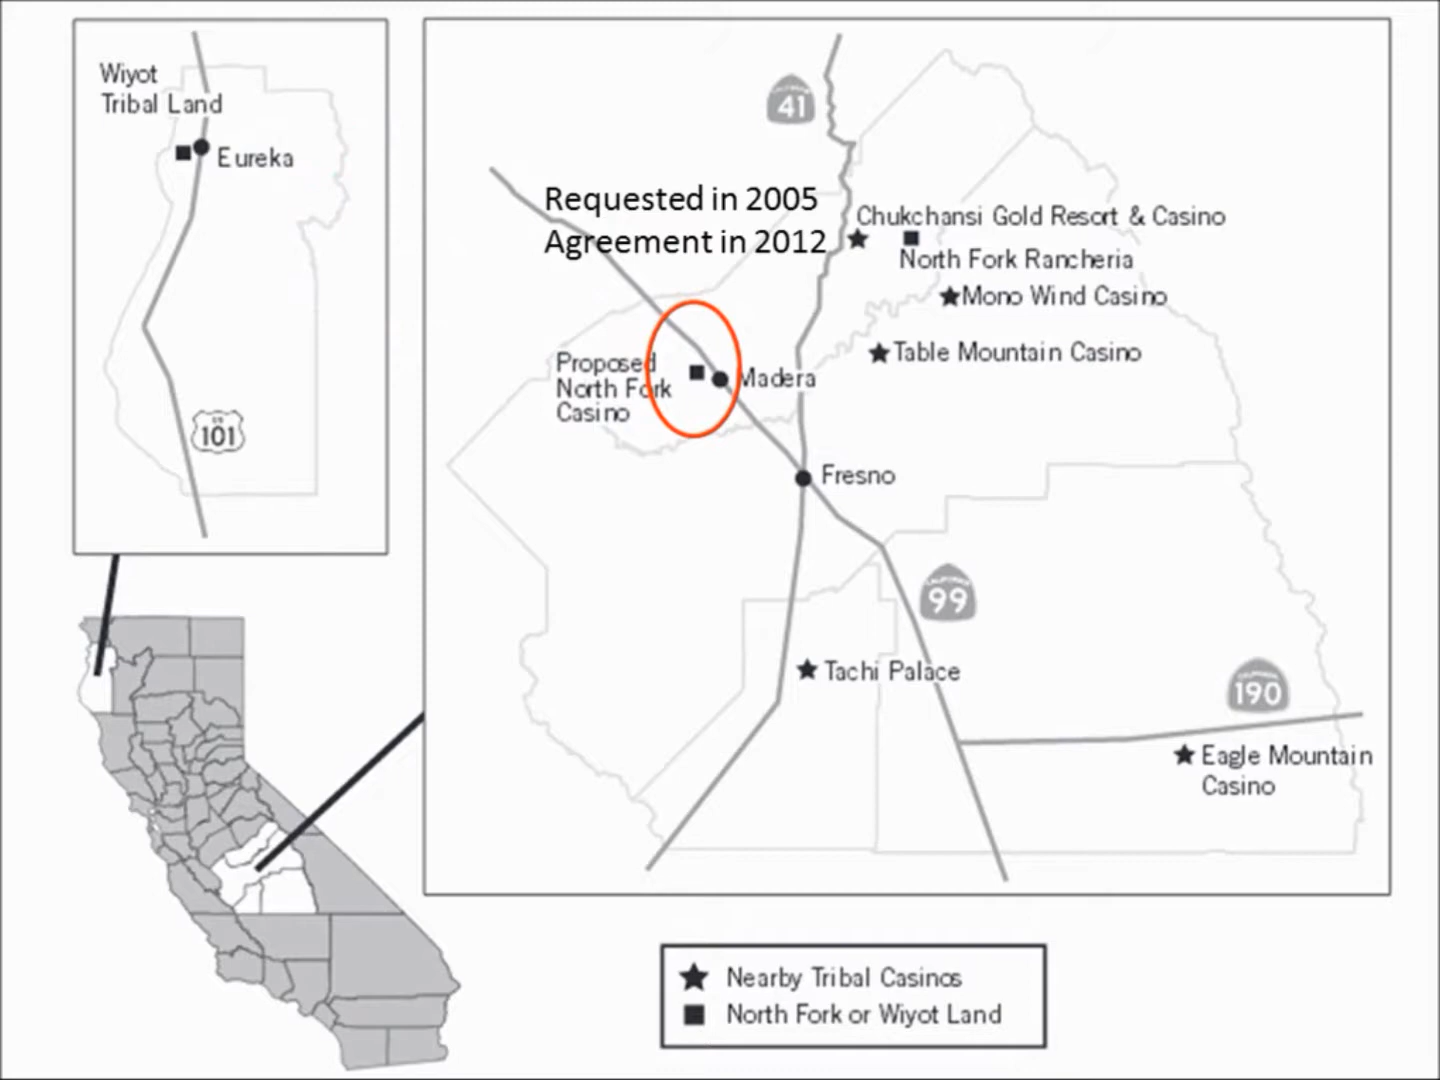 Wiyot
Tribal Land
Eureka
US
101
41
Requested in 2005
Agreement in 2012
Chukchansi Gold Resort & Casino
North Fork Rancheria
Mono Wind Casino
Table Mountain Casino
Proposed
North Fork
Casino
Madera
Fresno
CALIFORNIA
99
Tachi Palace
190
Eagle Mountain
Casino
Nearby Tribal Casinos
North Fork or Wiyot Land